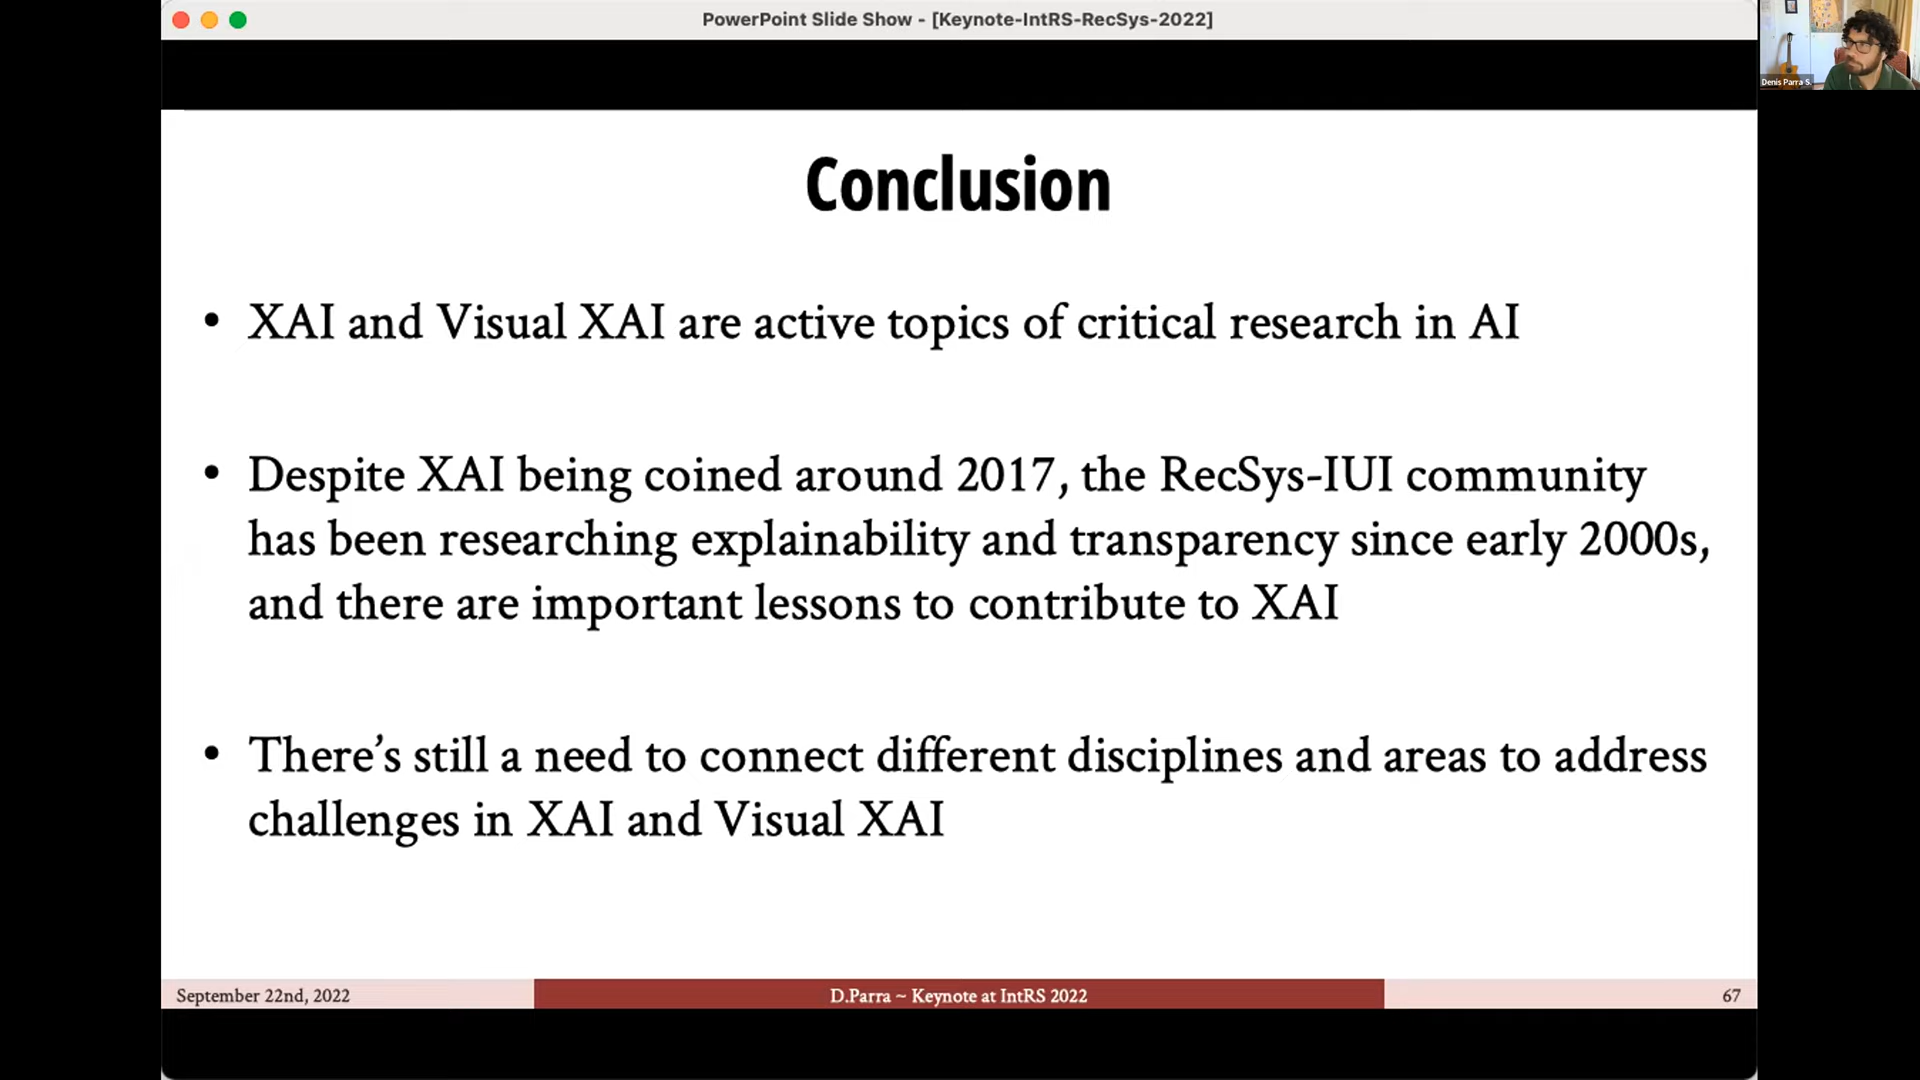 PowerPoint Slide Show - [Keynote-IntRS-RecSys-2022]
Denis Parra S.
Conclusion
• XAI and Visual XAI are active topics of critical research in AI
• Despite XAI being coined around 2017, the RecSys-IUI community
has been researching explainability and transparency since early 2000s,
and there are important lessons to contribute to XAI
• There’s still a need to connect different disciplines and areas to address
challenges in XAI and Visual XAI
September 22nd, 2022
D.Parra ~ Keynote at IntRS 2022
67